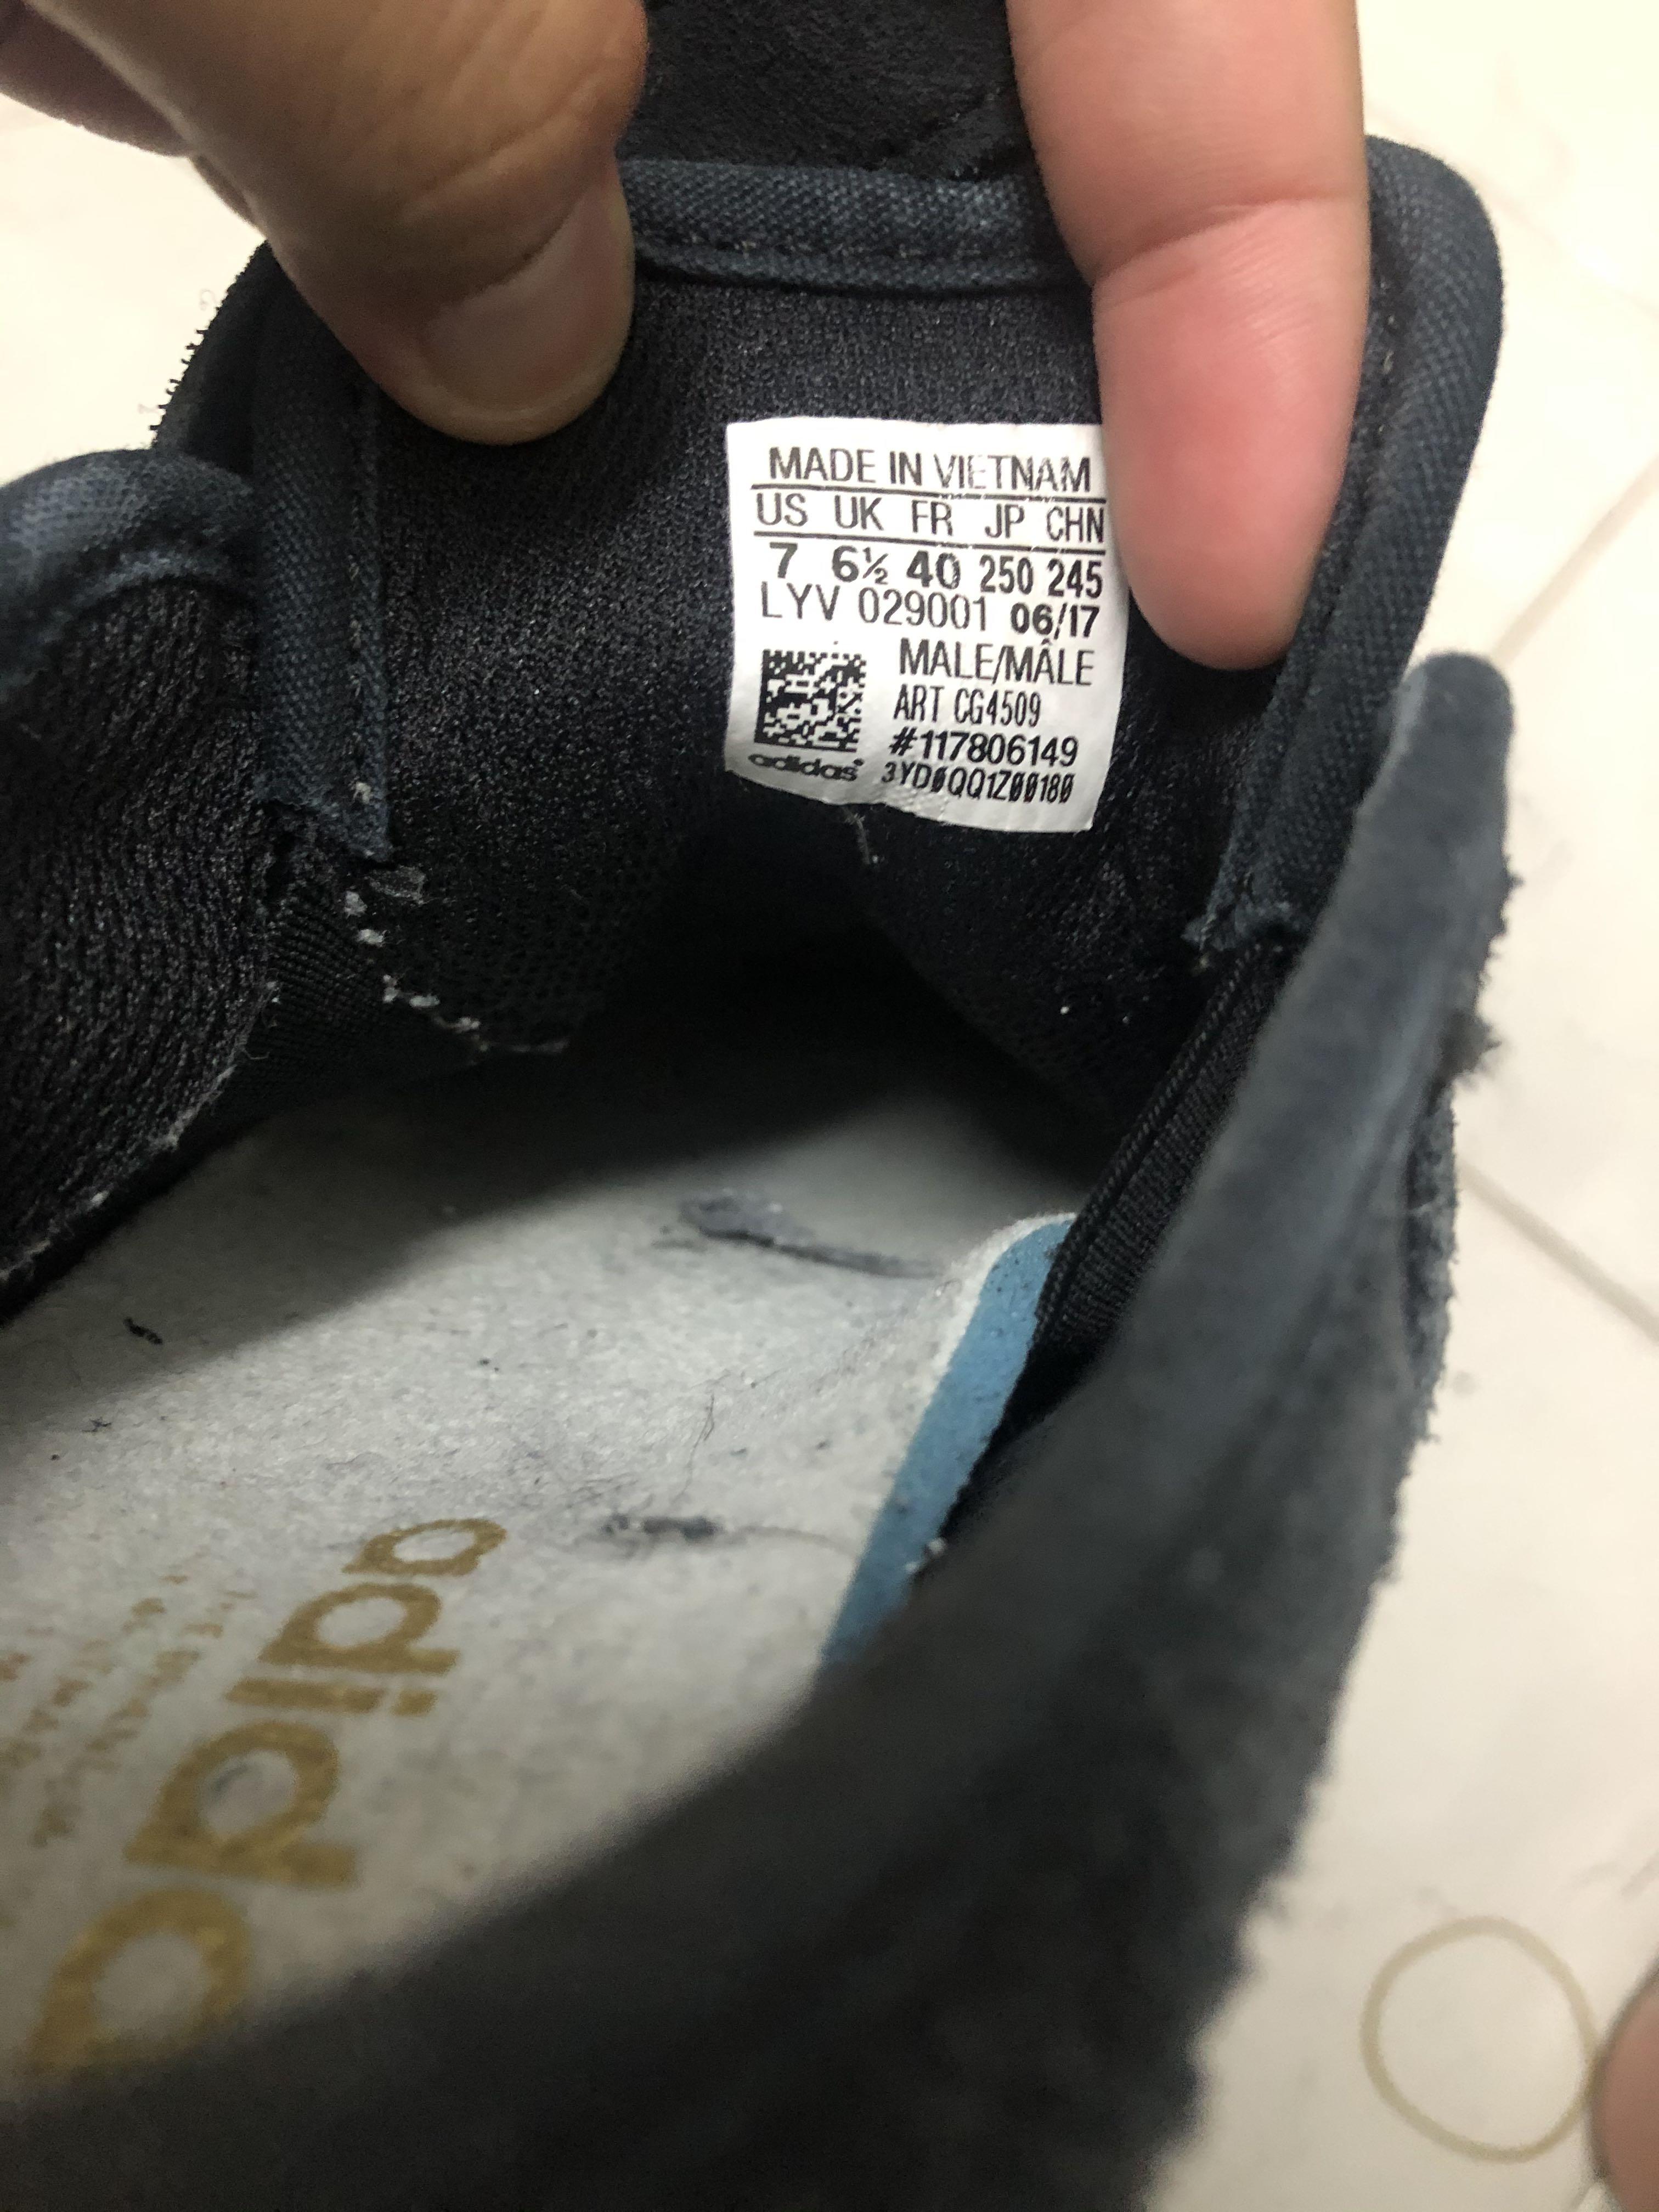 MADE IN VIETNAM
US UK FR JP CHN
7 6½ 40 250 245
LYV 029001 06/17
MALE/MÂLE
ART CG4509
#117806149
adidas® 3YD0QQ1Z00180
adidas